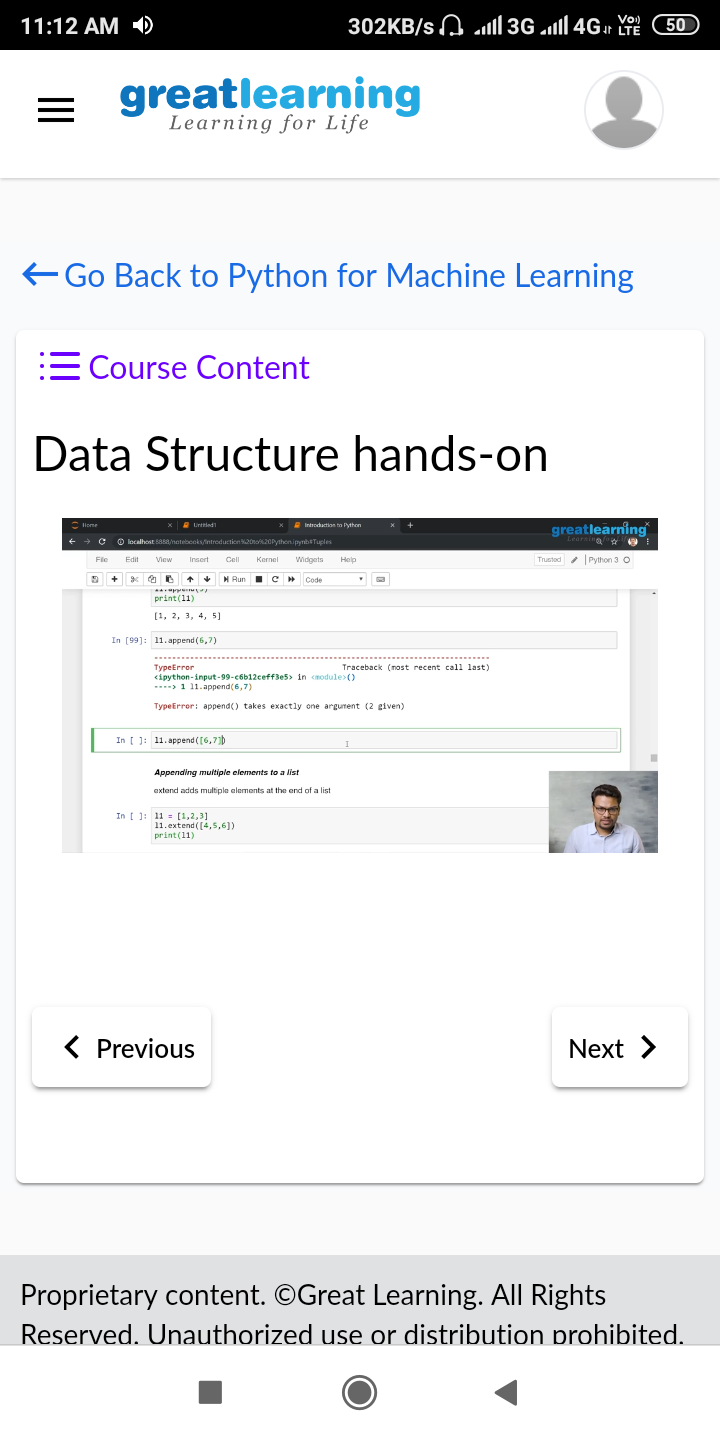 11:12 AM 302KB/s 3G 4G Vo) LTE 50
greatlearning
Learning for Life
Go Back to Python for Machine Learning
Course Content
Data Structure hands-on
Home Untitled1 Introduction to Python
greatlearning
localhost:8888/notebooks/Introduction%20to%20Python.ipynb#Tuples
File Edit View Insert Cell Kernel Widgets Help Trusted Python 3
Run Code
print(l1)
[1, 2, 3, 4, 5]
In [99]: l1.append(6,7)
TypeError Traceback (most recent call last)
<ipython-input-99-c6b12ceff3e5> in <module>()
----> 1 l1.append(6,7)
TypeError: append() takes exactly one argument (2 given)
In [ ]: l1.append([6,7])
Appending multiple elements to a list
extend adds multiple elements at the end of a list
In [ ]: l1 = [1,2,3]
l1.extend([4,5,6])
print(l1)
Previous Next
Proprietary content. ©Great Learning. All Rights
Reserved. Unauthorized use or distribution prohibited.